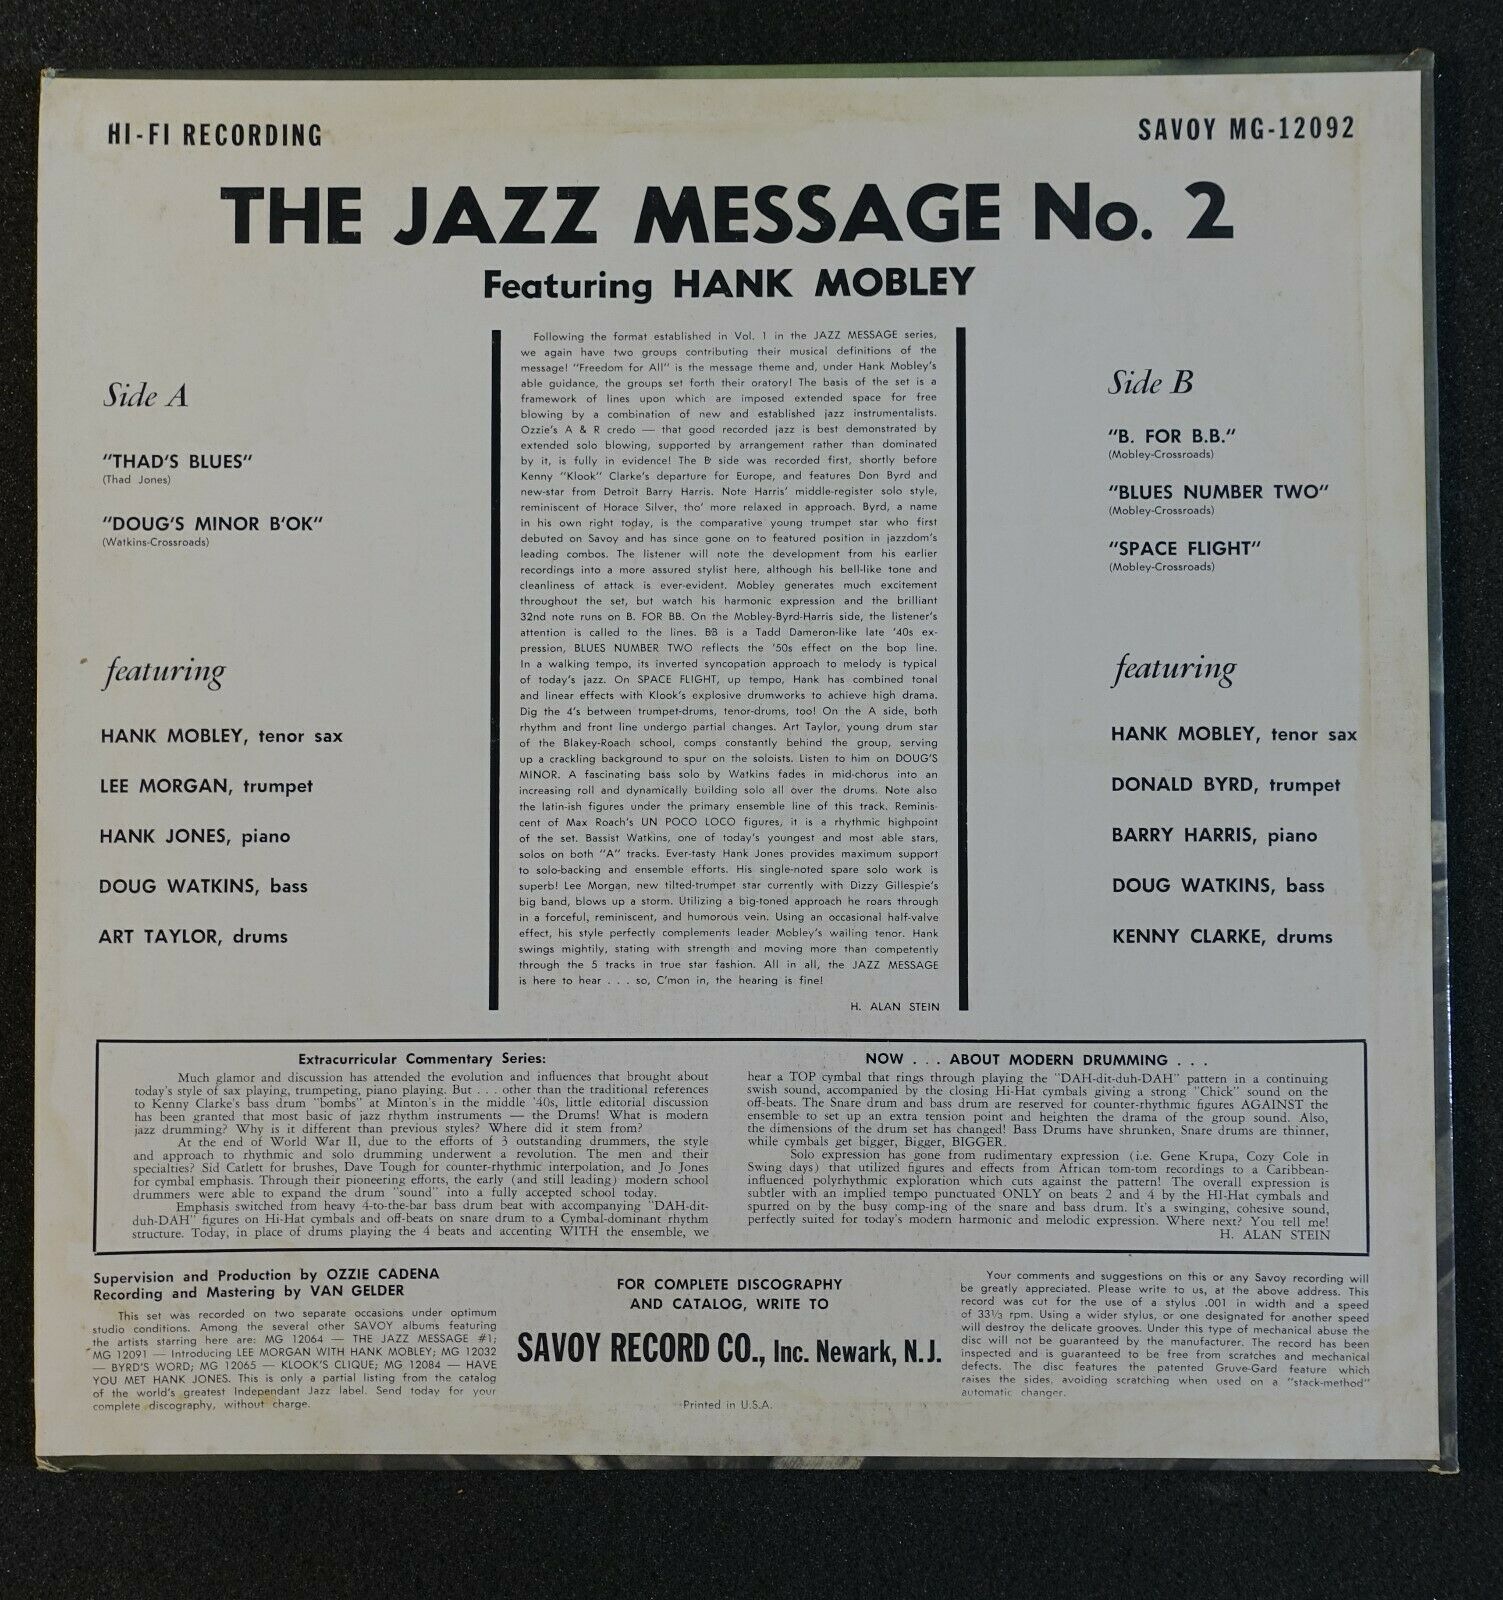 HI-FI RECORDING
SAVOY MG-12092
THE JAZZ MESSAGE No. 2
Featuring HANK MOBLEY
Side A
"THAD'S BLUES"
(Thad Jones)
"DOUG'S MINOR B'OK"
(Watkins-Crossroads)
featuring
HANK MOBLEY, tenor sax
LEE MORGAN, trumpet
HANK JONES, piano
DOUG WATKINS, bass
ART TAYLOR, drums
Following the format established in Vol. 1 in the JAZZ MESSAGE series,
we again have two groups contributing their musical definitions of the
message! "Freedom for All" is the message theme and, under Hank Mobley's
able guidance, the groups set forth their oratory! The basis of the set is a
framework of lines upon which are imposed extended space for free
blowing by a combination of new and established jazz instrumentalists.
Ozzie's A & R credo — that good recorded jazz is best demonstrated by
extended solo blowing, supported by arrangement rather than dominated
by it, is fully in evidence! The B side was recorded first, shortly before
Kenny "Klook" Clarke's departure for Europe, and features Don Byrd and
new-star from Detroit Barry Harris. Note Harris' middle-register solo style,
reminiscent of Horace Silver, tho' more relaxed in approach. Byrd, a name
in his own right today, is the comparative young trumpet star who first
debuted on Savoy and has since gone on to featured position in jazzdom's
leading combos. The listener will note the development from his earlier
recordings into a more assured stylist here, although his bell-like tone and
cleanliness of attack is ever-evident. Mobley generates much excitement
throughout the set, but watch his harmonic expression and the brilliant
32nd note runs on B. FOR BB. On the Mobley-Byrd-Harris side, the listener's
attention is called to the lines. BB is a Tadd Dameron-like late '40s ex-
pression, BLUES NUMBER TWO reflects the '50s effect on the bop line.
In a walking tempo, its inverted syncopation approach to melody is typical
of today's jazz. On SPACE FLIGHT, up tempo, Hank has combined tonal
and linear effects with Klook's explosive drumworks to achieve high drama.
Dig the 4's between trumpet-drums, tenor-drums, too! On the A side, both
rhythm and front line undergo partial changes. Art Taylor, young drum star
of the Blakey-Roach school, comps constantly behind the group, serving
up a crackling background to spur on the soloists. Listen to him on DOUG'S
MINOR. A fascinating bass solo by Watkins fades in mid-chorus into an
increasing roll and dynamically building solo all over the drums. Note also
the latin-ish figures under the primary ensemble line of this track. Reminis-
cent of Max Roach's UN POCO LOCO figures, it is a rhythmic highpoint
of the set. Bassist Watkins, one of today's youngest and most able stars,
solos on both "A" tracks. Ever-tasty Hank Jones provides maximum support
to solo-backing and ensemble efforts. His single-noted spare solo work is
superb! Lee Morgan, new tilted-trumpet star currently with Dizzy Gillespie's
big band, blows up a storm. Utilizing a big-toned approach he roars through
in a forceful, reminiscent, and humorous vein. Using an occasional half-valve
effect, his style perfectly complements leader Mobley's wailing tenor. Hank
swings mightily, stating with strength and moving more than competently
through the 5 tracks in true star fashion. All in all, the JAZZ MESSAGE
is here to hear . . . so, C'mon in, the hearing is fine!
H. ALAN STEIN
Side B
"B. FOR B.B."
(Mobley-Crossroads)
"BLUES NUMBER TWO"
(Mobley-Crossroads)
"SPACE FLIGHT"
(Mobley-Crossroads)
featuring
HANK MOBLEY, tenor sax
DONALD BYRD, trumpet
BARRY HARRIS, piano
DOUG WATKINS, bass
KENNY CLARKE, drums
Extracurricular Commentary Series:
Much glamor and discussion has attended the evolution and influences that brought about
today's style of sax playing, trumpeting, piano playing. But . . . other than the traditional references
to Kenny Clarke's bass drum "bombs" at Minton's in the middle '40s, little editorial discussion
has been granted that most basic of jazz rhythm instruments — the Drums! What is modern
jazz drumming? Why is it different than previous styles? Where did it stem from?
At the end of World War II, due to the efforts of 3 outstanding drummers, the style
and approach to rhythmic and solo drumming underwent a revolution. The men and their
specialties? Sid Catlett for brushes, Dave Tough for counter-rhythmic interpolation, and Jo Jones
for cymbal emphasis. Through their pioneering efforts, the early (and still leading) modern school
drummers were able to expand the drum "sound" into a fully accepted school today.
Emphasis switched from heavy 4-to-the-bar bass drum beat with accompanying "DAH-dit-
duh-DAH" figures on Hi-Hat cymbals and off-beats on snare drum to a Cymbal-dominant rhythm
structure. Today, in place of drums playing the 4 beats and accenting WITH the ensemble, we
NOW . . . ABOUT MODERN DRUMMING . . .
hear a TOP cymbal that rings through playing the "DAH-dit-duh-DAH" pattern in a continuing
swish sound, accompanied by the closing Hi-Hat cymbals giving a strong "Chick" sound on the
off-beats. The Snare drum and bass drum are reserved for counter-rhythmic figures AGAINST the
ensemble to set up an extra tension point and heighten the drama of the group sound. Also,
the dimensions of the drum set has changed! Bass Drums have shrunken, Snare drums are thinner,
while cymbals get bigger, Bigger, BIGGER.
Solo expression has gone from rudimentary expression (i.e. Gene Krupa, Cozy Cole in
Swing days) that utilized figures and effects from African tom-tom recordings to a Caribbean-
influenced polyrhythmic exploration which cuts against the pattern! The overall expression is
subtler with an implied tempo punctuated ONLY on beats 2 and 4 by the HI-Hat cymbals and
spurred on by the busy comp-ing of the snare and bass drum. It's a swinging, cohesive sound,
perfectly suited for today's modern harmonic and melodic expression. Where next? You tell me!
H. ALAN STEIN
Supervision and Production by OZZIE CADENA
Recording and Mastering by VAN GELDER
This set was recorded on two separate occasions under optimum
studio conditions. Among the several other SAVOY albums featuring
the artists starring here are: MG 12064 — THE JAZZ MESSAGE #1;
MG 12091 — Introducing LEE MORGAN WITH HANK MOBLEY; MG 12032
— BYRD'S WORD; MG 12065 — KLOOK'S CLIQUE; MG 12084 — HAVE
YOU MET HANK JONES. This is only a partial listing from the catalog
of the world's greatest Independant Jazz label. Send today for your
complete discography, without charge.
FOR COMPLETE DISCOGRAPHY
AND CATALOG, WRITE TO
SAVOY RECORD CO., Inc. Newark, N.J.
Printed in U.S.A.
Your comments and suggestions on this or any Savoy recording will
be greatly appreciated. Please write to us, at the above address. This
record was cut for the use of a stylus .001 in width and a speed
of 33⅓ rpm. Using a wider stylus, or one designated for another speed
will destroy the delicate grooves. Under this type of mechanical abuse the
disc will not be guaranteed by the manufacturer. The record has been
inspected and is guaranteed to be free from scratches and mechanical
defects. The disc features the patented Gruve-Gard feature which
raises the sides, avoiding scratching when used on a "stack-method"
automatic changer.